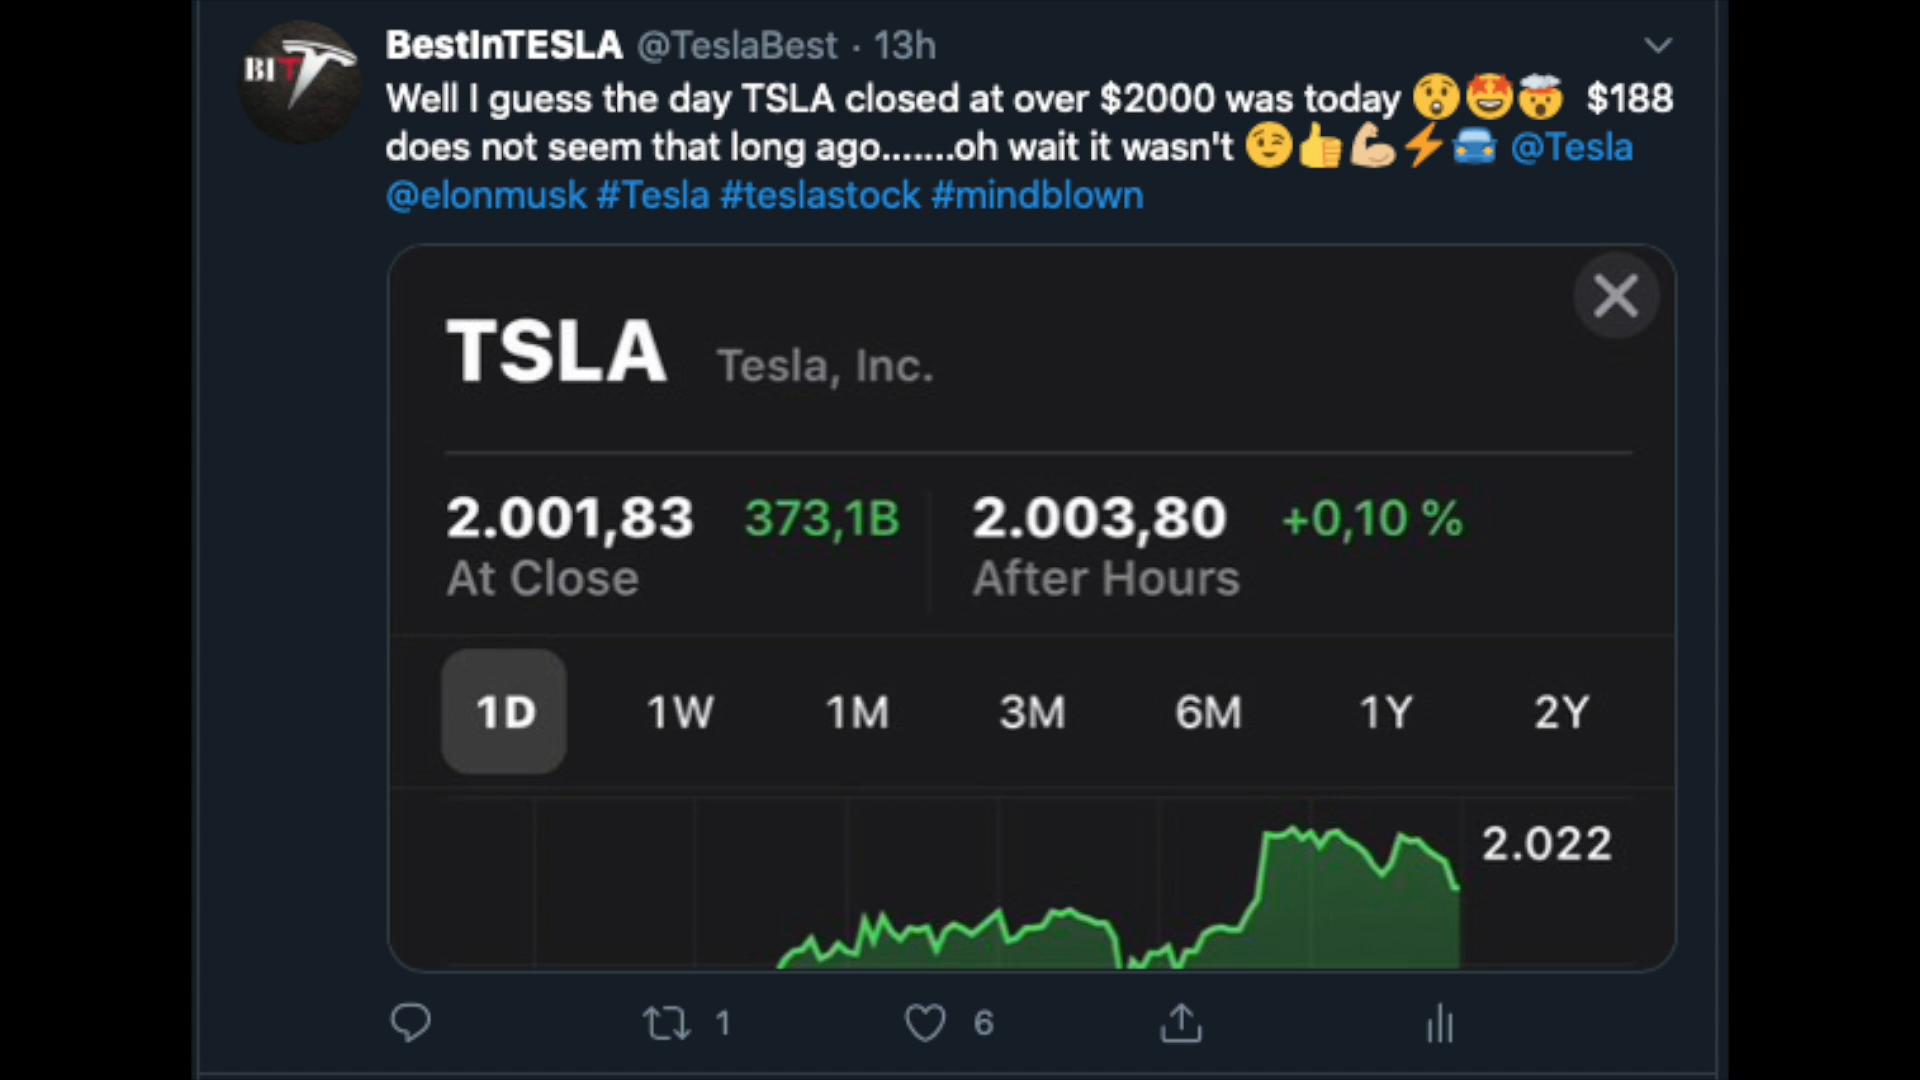 BIT
BestInTESLA @TeslaBest · 13h
Well I guess the day TSLA closed at over $2000 was today 😲🤩🤯 $188
does not seem that long ago.......oh wait it wasn't 😉👍💪🏼⚡🚘 @Tesla
@elonmusk #Tesla #teslastock #mindblown
TSLA Tesla, Inc.
2.001,83 373,1B 2.003,80 +0,10 %
At Close After Hours
1D 1W 1M 3M 6M 1Y 2Y
2.022
1 6